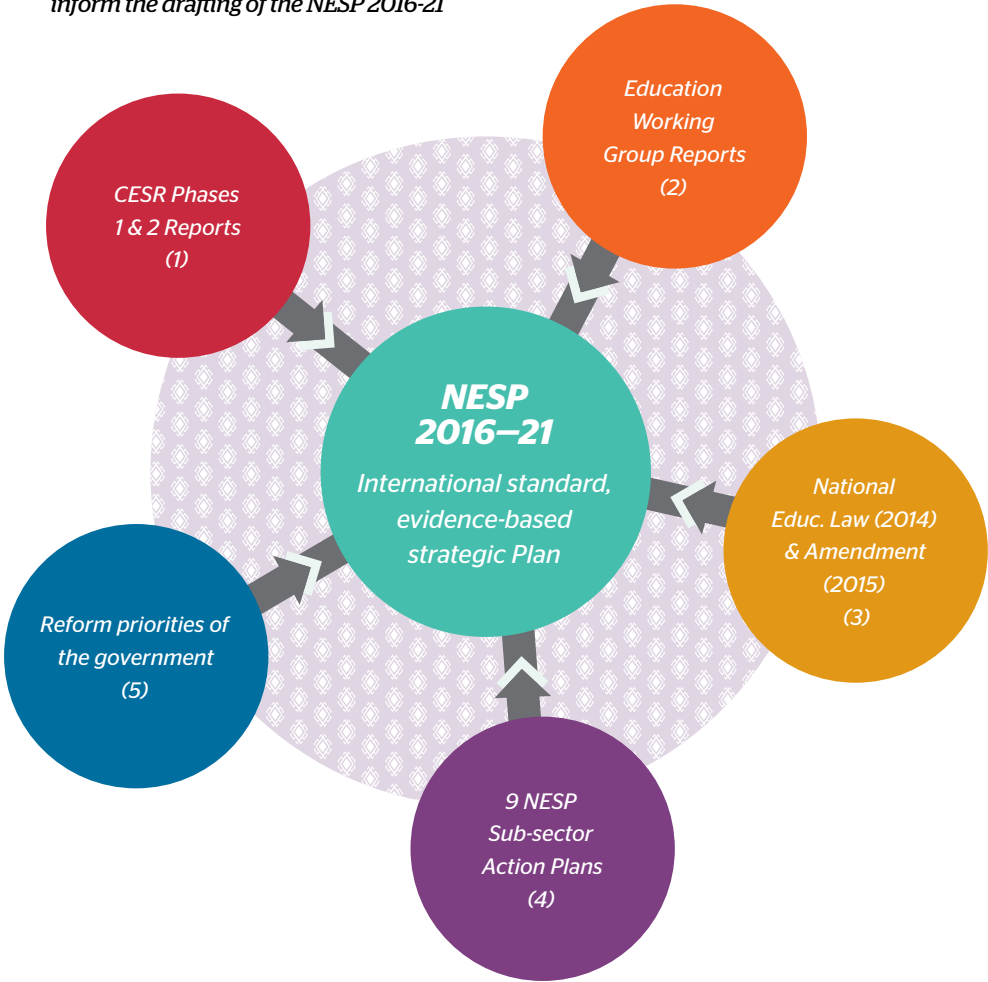 inform the drafting of the NESP 2016-21
Education
Working
Group Reports
(2)
CESR Phases
1 & 2 Reports
(1)
NESP
2016–21
International standard,
evidence-based
strategic Plan
National
Educ. Law (2014)
& Amendment
(2015)
(3)
Reform priorities of
the government
(5)
9 NESP
Sub-sector
Action Plans
(4)